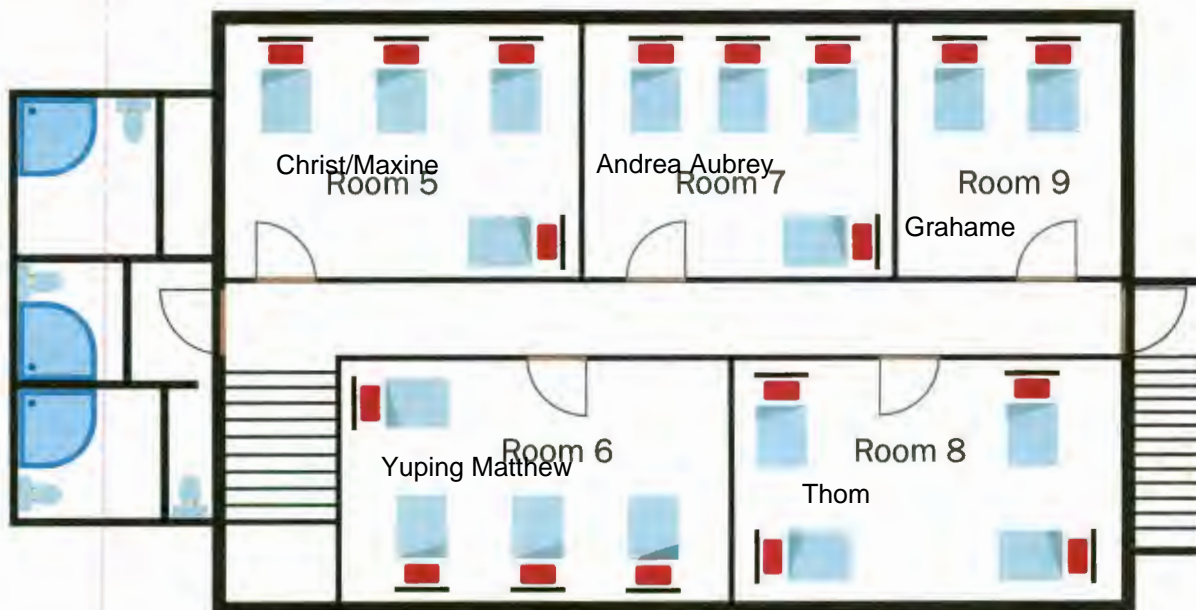 Christ/Maxine
Room 5
Andrea Aubrey
Room 7
Room 9
Grahame
Room 6
Yuping Matthew
Room 8
Thom